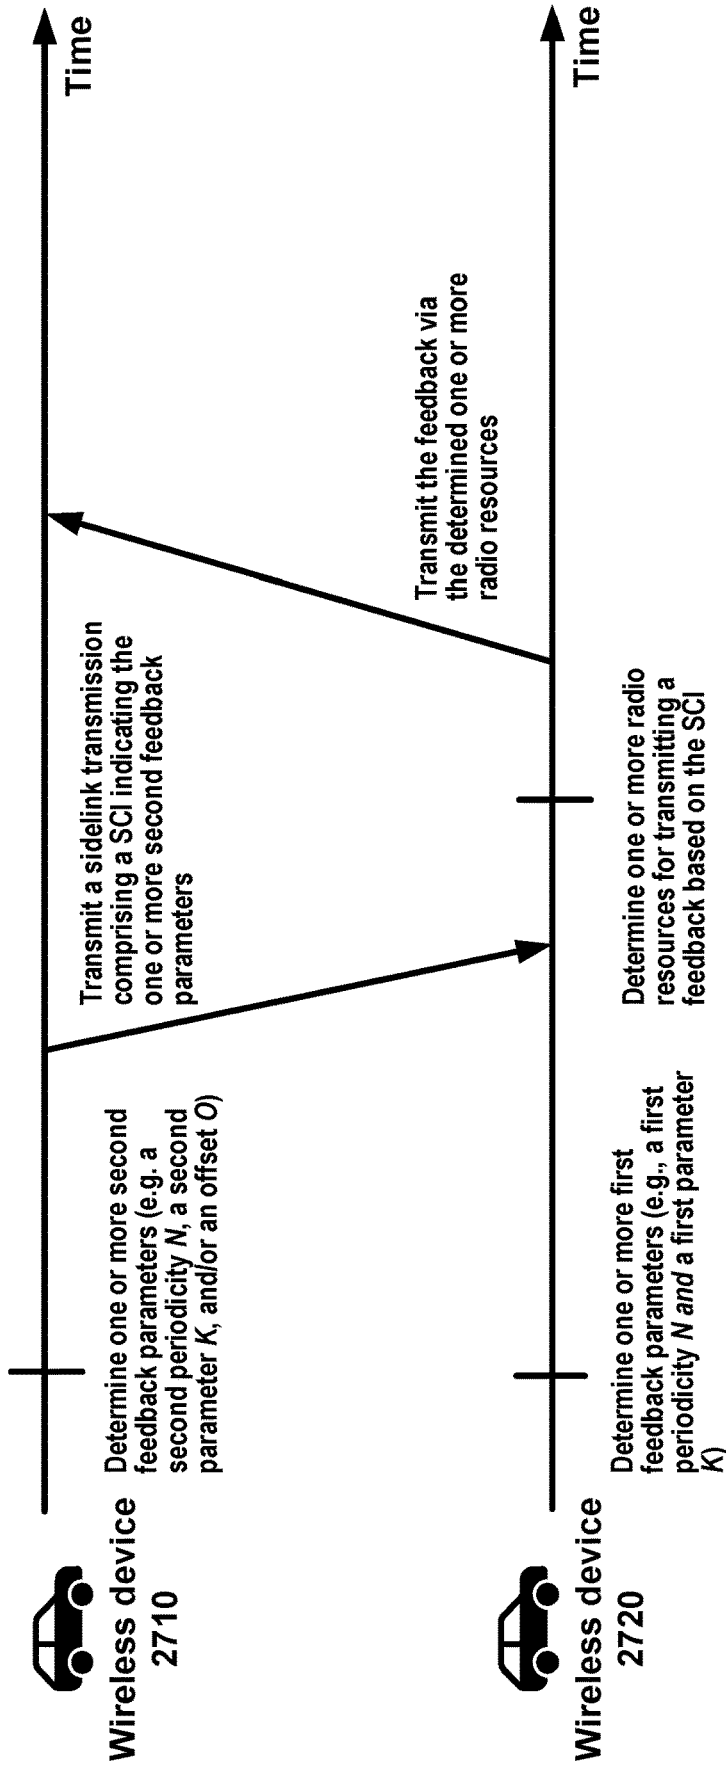 Wireless device
2710
Determine one or more second
feedback parameters (e.g. a
second periodicity N, a second
parameter K, and/or an offset O)
Transmit a sidelink transmission
comprising a SCI indicating the
one or more second feedback
parameters
Time
Wireless device
2720
Determine one or more first
feedback parameters (e.g., a first
periodicity N and a first parameter
K)
Determine one or more radio
resources for transmitting a
feedback based on the SCI
Transmit the feedback via
the determined one or more
radio resources
Time